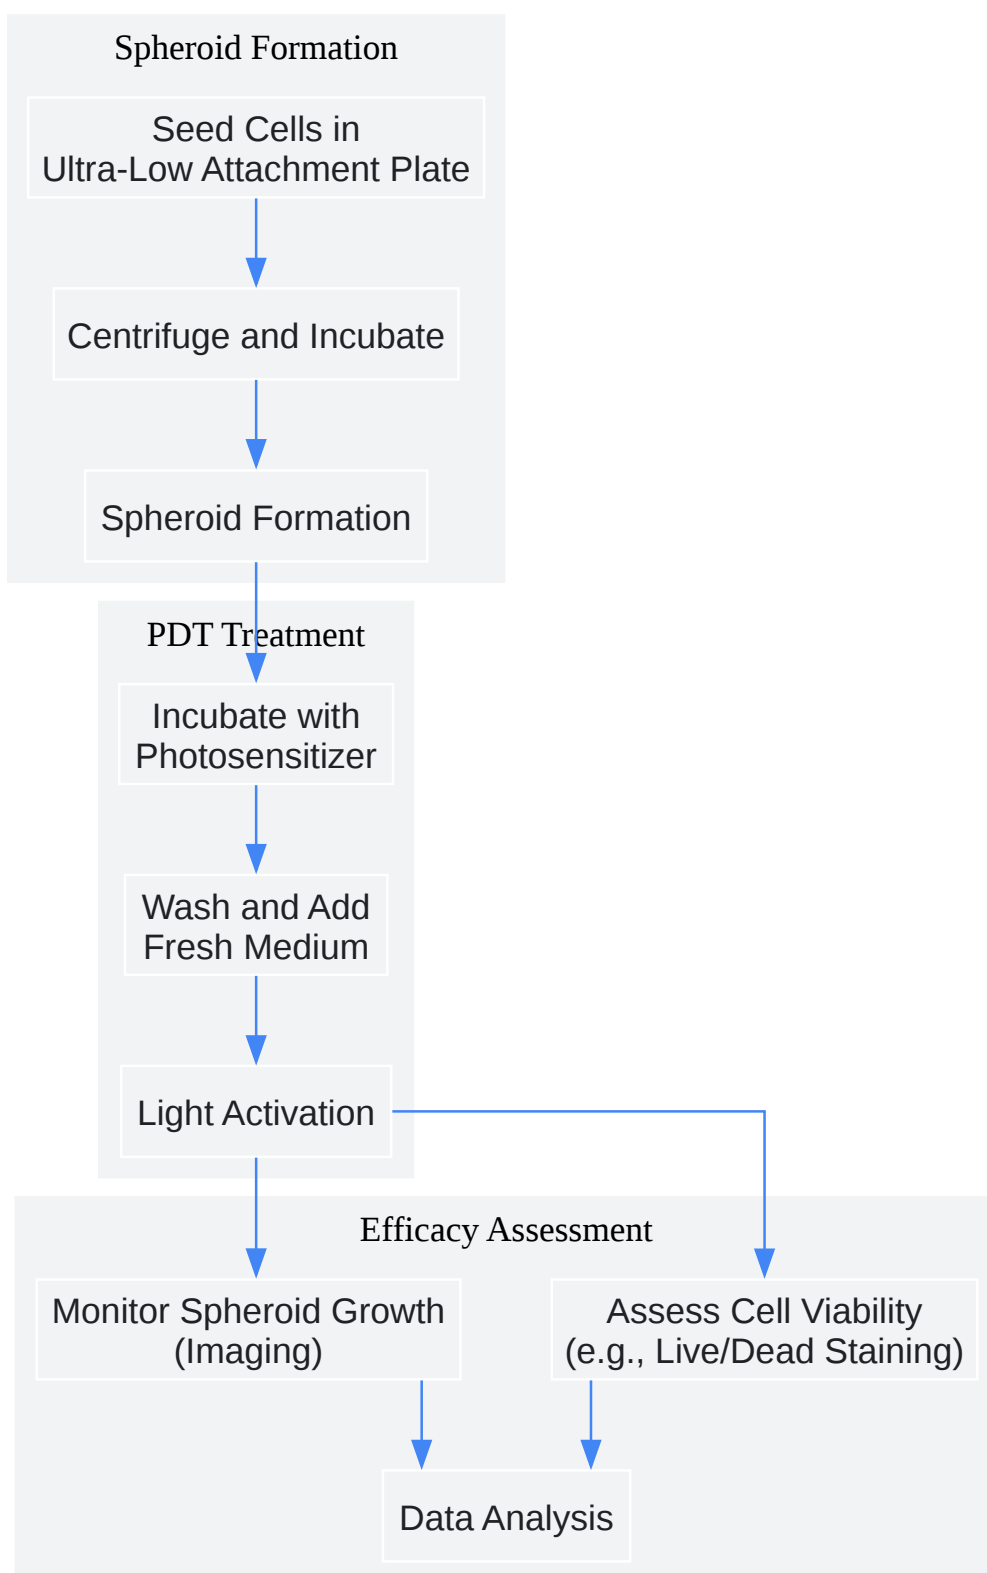 Spheroid Formation
Seed Cells in
Ultra-Low Attachment Plate
Centrifuge and Incubate
Spheroid Formation
PDT Treatment
Incubate with
Photosensitizer
Wash and Add
Fresh Medium
Light Activation
Efficacy Assessment
Monitor Spheroid Growth
(Imaging)
Assess Cell Viability
(e.g., Live/Dead Staining)
Data Analysis